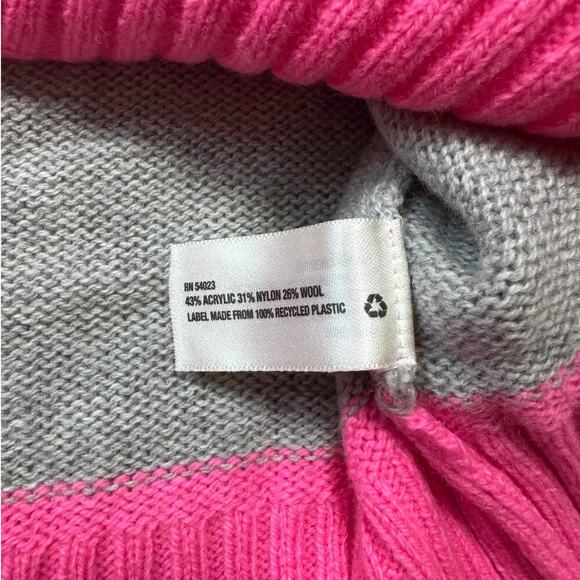 RN 54023
43% ACRYLIC 31% NYLON 26% WOOL
LABEL MADE FROM 100% RECYCLED PLASTIC